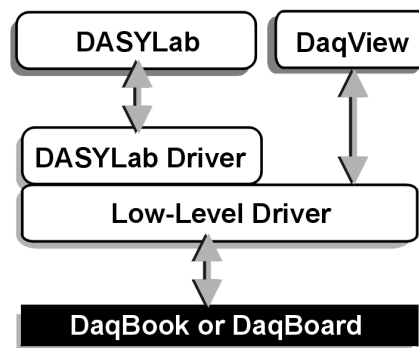 DASYLab
DaqView
DASYLab Driver
Low-Level Driver
DaqBook or DaqBoard